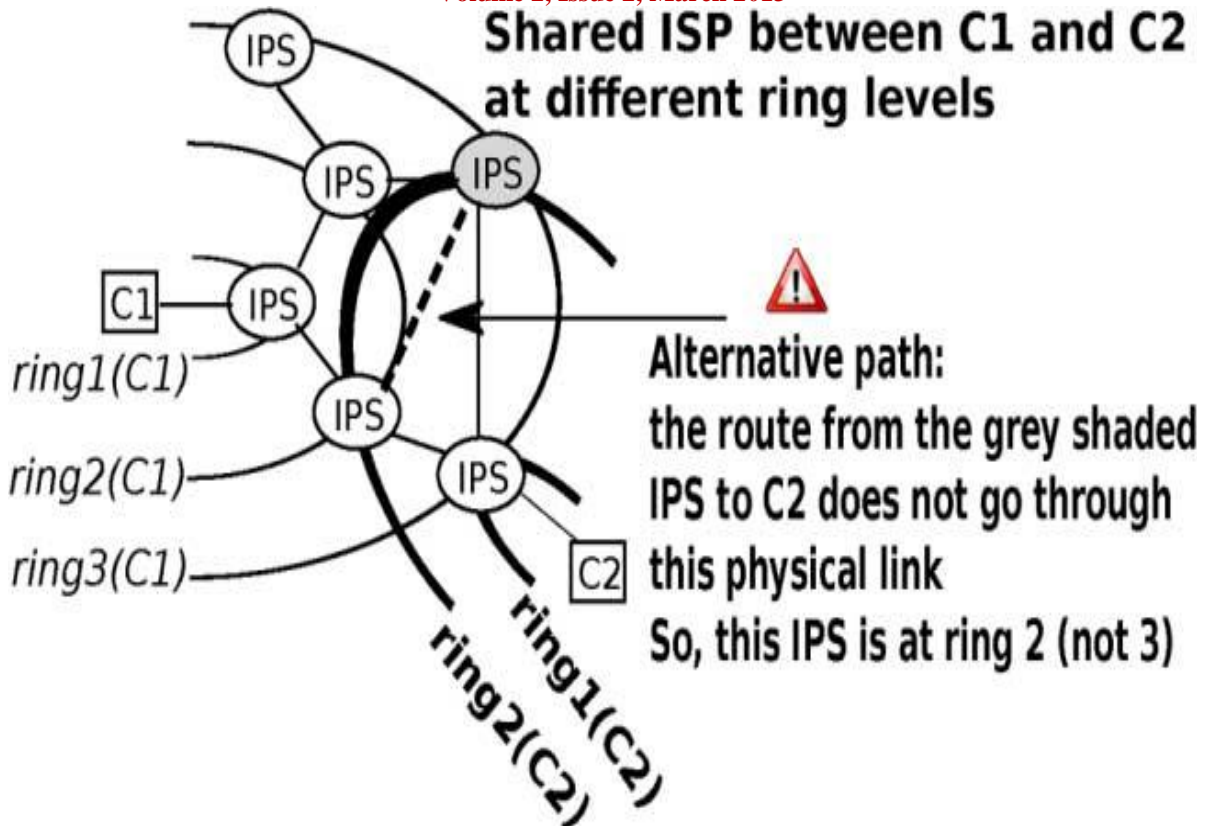 Shared ISP between C1 and C2
at different ring levels
IPS
IPS
IPS
C1
IPS
ring1(C1)
IPS
ring2(C1)
IPS
ring3(C1)
C2
ring1(C2)
ring2(C2)
!
Alternative path:
the route from the grey shaded
IPS to C2 does not go through
this physical link
So, this IPS is at ring 2 (not 3)